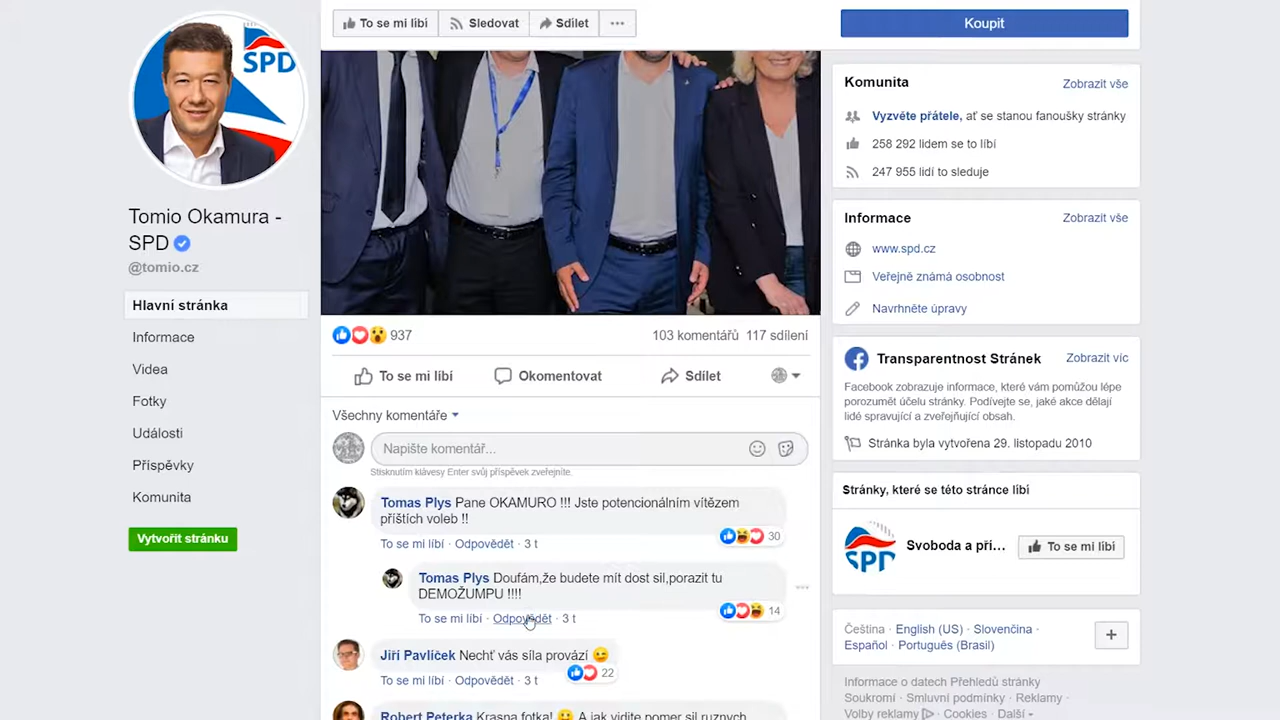 To se mi líbí
Sledovat
Sdílet
Koupit
SPD
Tomio Okamura -
SPD
@tomio.cz
Hlavní stránka
Informace
Videa
Fotky
Události
Příspěvky
Komunita
Vytvořit stránku
937
103 komentářů 117 sdílení
To se mi líbí
Okomentovat
Sdílet
Všechny komentáře
Napište komentář...
Stisknutím klávesy Enter svůj příspěvek zveřejníte.
Tomas Plys Pane OKAMURO !!! Jste potencionálním vítězem
příštích voleb !!
30
To se mi líbí · Odpovědět · 3 t
Tomas Plys Doufám,že budete mít dost sil,porazit tu
DEMOŽUMPU !!!!
14
To se mi líbí · Odpovědět · 3 t
Jiří Pavlíček Nechť vás síla provází
22
To se mi líbí · Odpovědět · 3 t
Robert Peterka Krasna fotka! A jak vidite pomer sil ruznych
Komunita
Zobrazit vše
Vyzvěte přátele, ať se stanou fanoušky stránky
258 292 lidem se to líbí
247 955 lidí to sleduje
Informace
Zobrazit vše
www.spd.cz
Veřejně známá osobnost
Navrhněte úpravy
Transparentnost Stránek
Zobrazit víc
Facebook zobrazuje informace, které vám pomůžou lépe
porozumět účelu stránky. Podívejte se, jaké akce dělají
lidé spravující a zveřejňující obsah.
Stránka byla vytvořena 29. listopadu 2010
Stránky, které se této stránce líbí
SPD
Svoboda a pří...
To se mi líbí
Čeština · English (US) · Slovenčina ·
Español · Português (Brasil)
Informace o datech Přehledů stránky
Soukromí · Smluvní podmínky · Reklamy ·
Volby reklamy · Cookies · Další